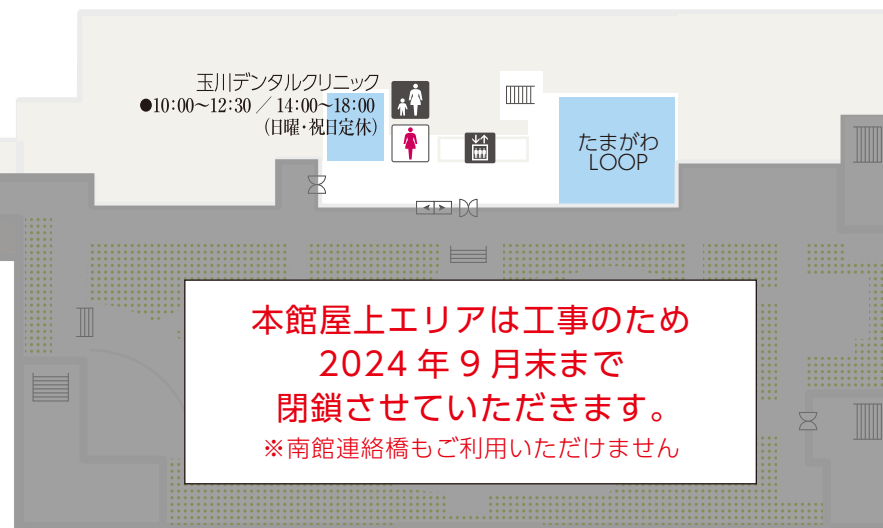 玉川デンタルクリニック
●10:00〜12:30 ／ 14:00〜18:00
(日曜・祝日定休)
たまがわ
LOOP
本館屋上エリアは工事のため
2024年9月末まで
閉鎖させていただきます。
※南館連絡橋もご利用いただけません